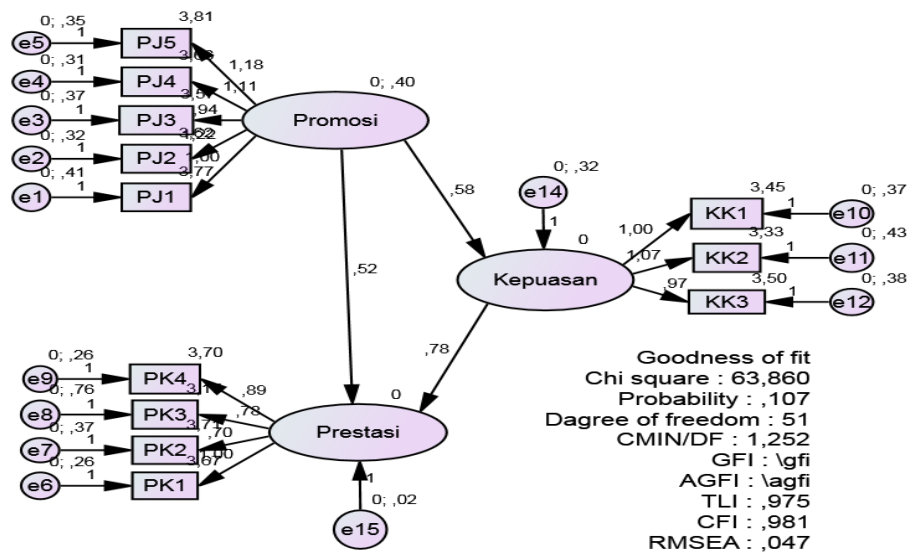 0; ,35
3,81
e5
1
PJ5
0; ,31
e4
1
PJ4
1,18
0; ,37
e3
1
PJ3
1,11
0; ,40
,94
Promosi
0; ,32
e2
1
PJ2
1,00
0; ,41
3,77
e1
1
PJ1
,58
0; ,32
e14
1
3,45
0; ,37
KK1
1
e10
1,00
0
3,33
0; ,43
Kepuasan
1,07
KK2
1
e11
,52
3,50
0; ,38
,97
KK3
1
e12
,78
0; ,26
3,70
e9
1
PK4
,89
0; ,76
e8
1
PK3
,78
0
0; ,37
3,71
e7
1
PK2
,70
Prestasi
0; ,26
1,00
3,67
e6
1
PK1
1
0; ,02
e15
Goodness of fit
Chi square : 63,860
Probability : ,107
Dagree of freedom : 51
CMIN/DF : 1,252
GFI : \gfi
AGFI : \agfi
TLI : ,975
CFI : ,981
RMSEA : ,047